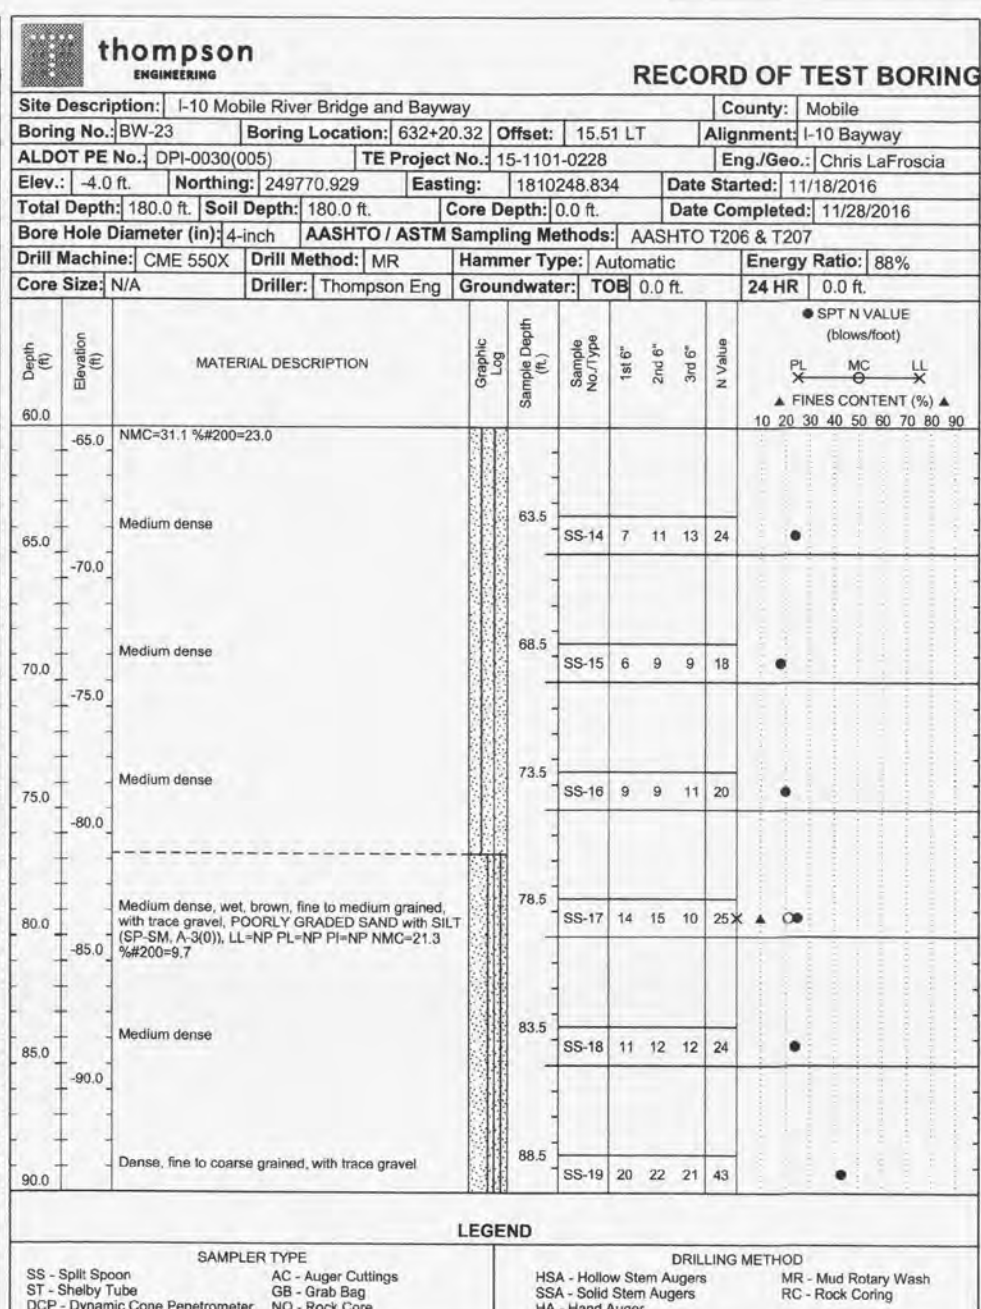 thompson
ENGINEERING
RECORD OF TEST BORING
Site Description: I-10 Mobile River Bridge and Bayway County: Mobile
Boring No.: BW-23 Boring Location: 632+20.32 Offset: 15.51 LT Alignment: I-10 Bayway
ALDOT PE No.: DPI-0030(005) TE Project No.: 15-1101-0228 Eng./Geo.: Chris LaFroscia
Elev.: -4.0 ft. Northing: 249770.929 Easting: 1810248.834 Date Started: 11/18/2016
Total Depth: 180.0 ft. Soil Depth: 180.0 ft. Core Depth: 0.0 ft. Date Completed: 11/28/2016
Bore Hole Diameter (in): 4-inch AASHTO / ASTM Sampling Methods: AASHTO T206 & T207
Drill Machine: CME 550X Drill Method: MR Hammer Type: Automatic Energy Ratio: 88%
Core Size: N/A Driller: Thompson Eng Groundwater: TOB 0.0 ft. 24 HR 0.0 ft.
Depth (ft) Elevation (ft) MATERIAL DESCRIPTION Graphic Log Sample Depth (ft.) Sample No./Type 1st 6" 2nd 6" 3rd 6" N Value
● SPT N VALUE
(blows/foot)
PL MC LL
▲ FINES CONTENT (%) ▲
60.0 10 20 30 40 50 60 70 80 90
-65.0 NMC=31.1 %#200=23.0
63.5
Medium dense SS-14 7 11 13 24
65.0
-70.0
68.5
Medium dense SS-15 6 9 9 18
70.0
-75.0
73.5
Medium dense SS-16 9 9 11 20
75.0
-80.0
78.5
Medium dense, wet, brown, fine to medium grained,
with trace gravel, POORLY GRADED SAND with SILT SS-17 14 15 10 25
80.0 (SP-SM, A-3(0)), LL=NP PL=NP PI=NP NMC=21.3
-85.0 %#200=9.7
83.5
Medium dense SS-18 11 12 12 24
85.0
-90.0
88.5
Dense, fine to coarse grained, with trace gravel SS-19 20 22 21 43
90.0
LEGEND
SAMPLER TYPE DRILLING METHOD
SS - Split Spoon AC - Auger Cuttings HSA - Hollow Stem Augers MR - Mud Rotary Wash
ST - Shelby Tube GB - Grab Bag SSA - Solid Stem Augers RC - Rock Coring
DCP - Dynamic Cone Penetrometer NQ - Rock Core HA - Hand Auger